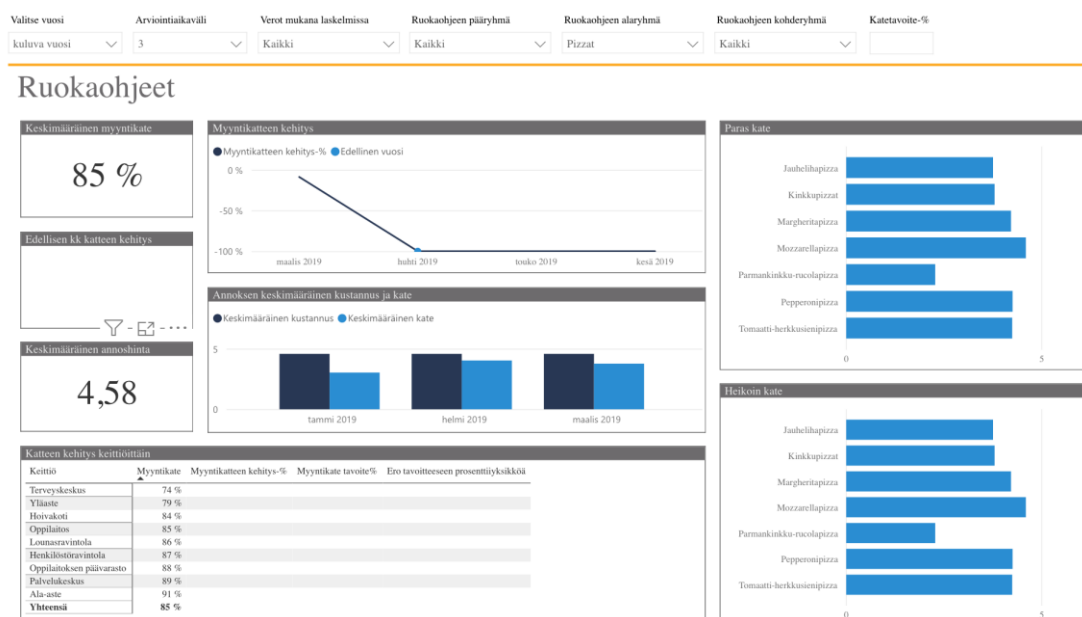 Valitse vuosi Arviointiaikaväli Verot mukana laskelmissa Ruokaohjeen pääryhmä Ruokaohjeen alaryhmä Ruokaohjeen kohderyhmä Katetavoite-%
kuluva vuosi 3 Kaikki Kaikki Pizzat Kaikki
Ruokaohjeet
Keskimääräinen myyntikate
85 %
Edellisen kk katteen kehitys
Keskimääräinen annoshinta
4,58
Myyntikatteen kehitys
Myyntikatteen kehitys-% Edellinen vuosi
0 %
-50 %
-100 %
maalis 2019 huhti 2019 touko 2019 kesä 2019
Annoksen keskimääräinen kustannus ja kate
Keskimääräinen kustannus Keskimääräinen kate
5
0
tammi 2019 helmi 2019 maalis 2019
Paras kate
Jauhelihapizza
Kinkkupizzat
Margheritapizza
Mozzarellapizza
Parmankinkku-rucolapizza
Pepperonipizza
Tomaatti-herkkusienipizza
0 5
Katteen kehitys keittiöittäin
Keittiö Myyntikate Myyntikatteen kehitys-% Myyntikate tavoite% Ero tavoitteeseen prosenttiyksikköä
Terveyskeskus 74 %
Yläaste 79 %
Hoivakoti 84 %
Oppilaitos 85 %
Lounasravintola 86 %
Henkilöstöravintola 87 %
Oppilaitoksen päävarasto 88 %
Palvelukeskus 89 %
Ala-aste 91 %
Yhteensä 85 %
Heikoin kate
Jauhelihapizza
Kinkkupizzat
Margheritapizza
Mozzarellapizza
Parmankinkku-rucolapizza
Pepperonipizza
Tomaatti-herkkusienipizza
0 5